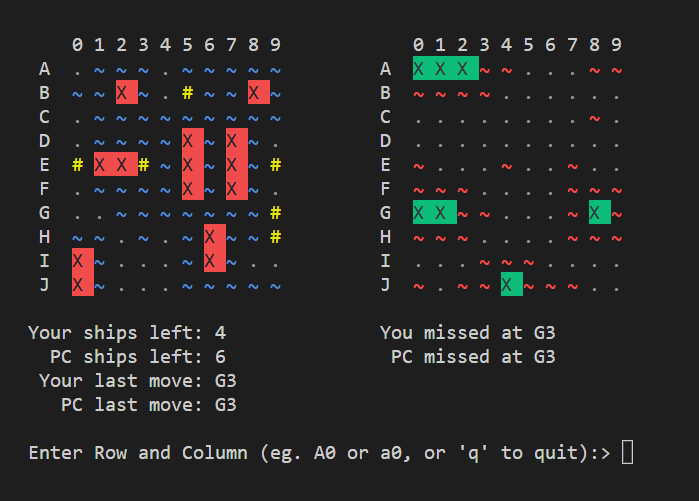 0 1 2 3 4 5 6 7 8 9 0 1 2 3 4 5 6 7 8 9
A . ~ ~ ~ . ~ ~ ~ ~ ~ A X X X ~ ~ . . . ~ ~
B ~ ~ X ~ . # ~ ~ X ~ B ~ ~ ~ ~ . . . . . .
C . ~ ~ ~ ~ ~ ~ ~ ~ ~ C . . . . . . . . ~ .
D . ~ ~ ~ ~ X ~ X ~ . D . . . . . . . . . .
E # X X # ~ X ~ X ~ # E ~ . . . ~ . . ~ . .
F . ~ ~ ~ ~ X ~ X ~ . F ~ ~ ~ . . . . ~ ~ ~
G . . ~ ~ ~ ~ ~ ~ ~ # G X X ~ ~ . . . ~ X ~
H ~ ~ . ~ . ~ X ~ ~ # H ~ ~ ~ . . . . ~ ~ ~
I X ~ . . . ~ X ~ . . I . . . ~ ~ ~ . . . .
J X ~ . . . ~ ~ ~ ~ ~ J ~ . ~ ~ X ~ ~ ~ . .
Your ships left: 4 You missed at G3
PC ships left: 6 PC missed at G3
Your last move: G3
PC last move: G3
Enter Row and Column (eg. A0 or a0, or 'q' to quit):>